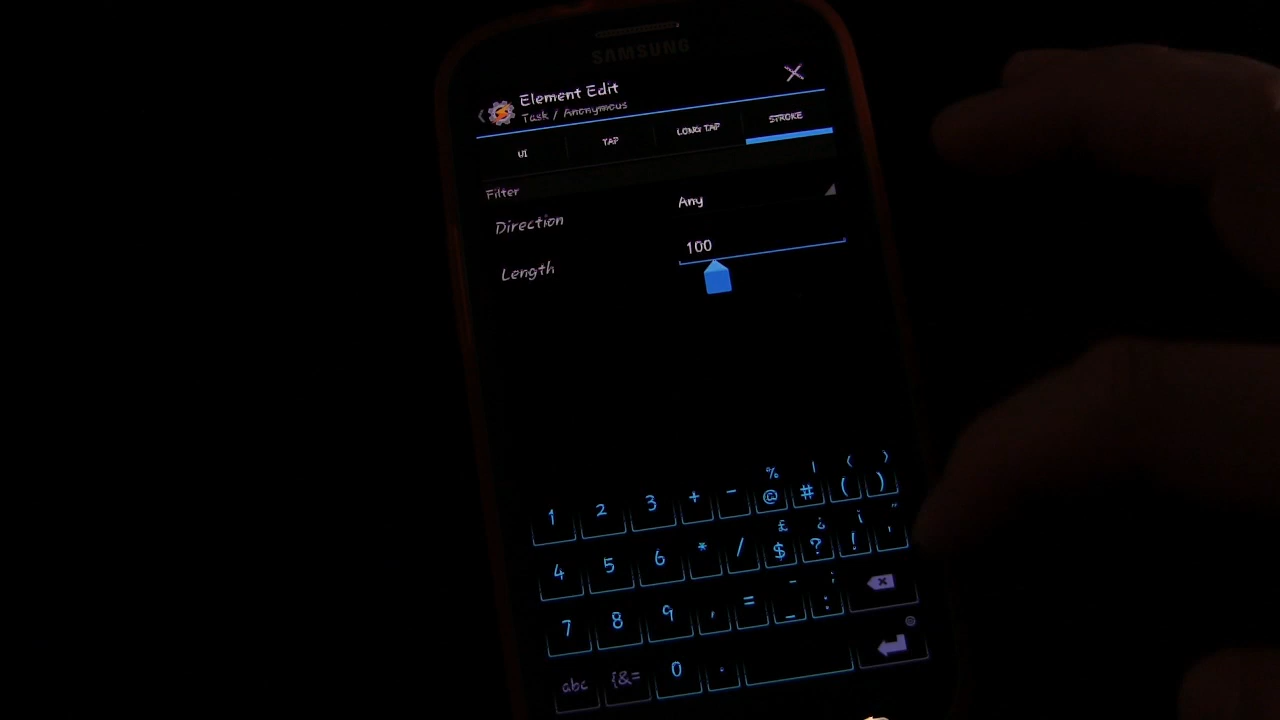 SAMSUNG
Element Edit
Task / Anonymous
UI TAP LONG TAP STROKE
Filter
Direction Any
Length 100
% | ( )
1 2 3 + - @ # ( )
£ ¿ ¡ "
4 5 6 * / $ ? ! '
- ;
7 8 9 , = _ :
abc {&= 0 .